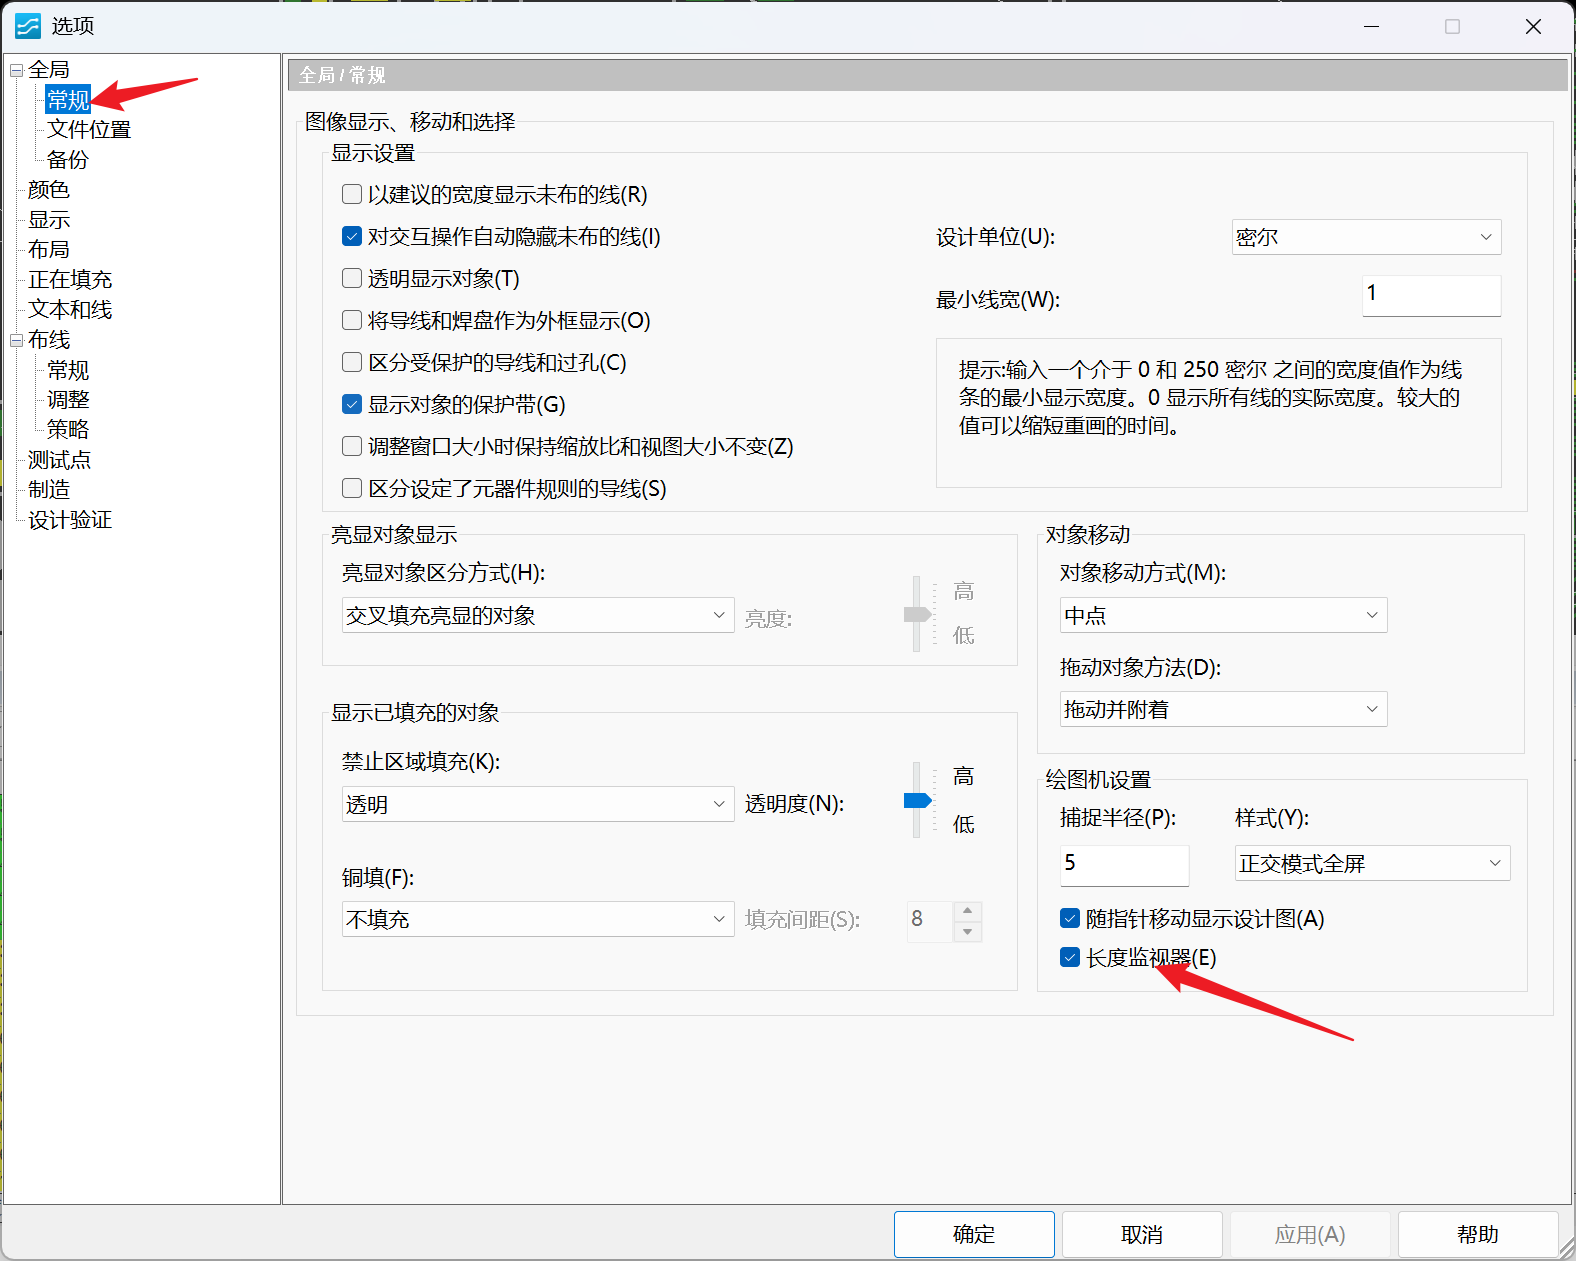 选项
全局
常规
文件位置
备份
颜色
显示
布局
正在填充
文本和线
布线
常规
调整
策略
测试点
制造
设计验证
全局 / 常规
图像显示、移动和选择
显示设置
以建议的宽度显示未布的线(R)
对交互操作自动隐藏未布的线(I)
透明显示对象(T)
将导线和焊盘作为外框显示(O)
区分受保护的导线和过孔(C)
显示对象的保护带(G)
调整窗口大小时保持缩放比和视图大小不变(Z)
区分设定了元器件规则的导线(S)
设计单位(U):
密尔
最小线宽(W):
1
提示:输入一个介于 0 和 250 密尔 之间的宽度值作为线
条的最小显示宽度。0 显示所有线的实际宽度。较大的
值可以缩短重画的时间。
亮显对象显示
亮显对象区分方式(H):
交叉填充亮显的对象
亮度:
高
低
显示已填充的对象
禁止区域填充(K):
透明
透明度(N):
高
低
铜填(F):
不填充
填充间距(S):
8
对象移动
对象移动方式(M):
中点
拖动对象方法(D):
拖动并附着
绘图机设置
捕捉半径(P):
样式(Y):
5
正交模式全屏
随指针移动显示设计图(A)
长度监视器(E)
确定
取消
应用(A)
帮助